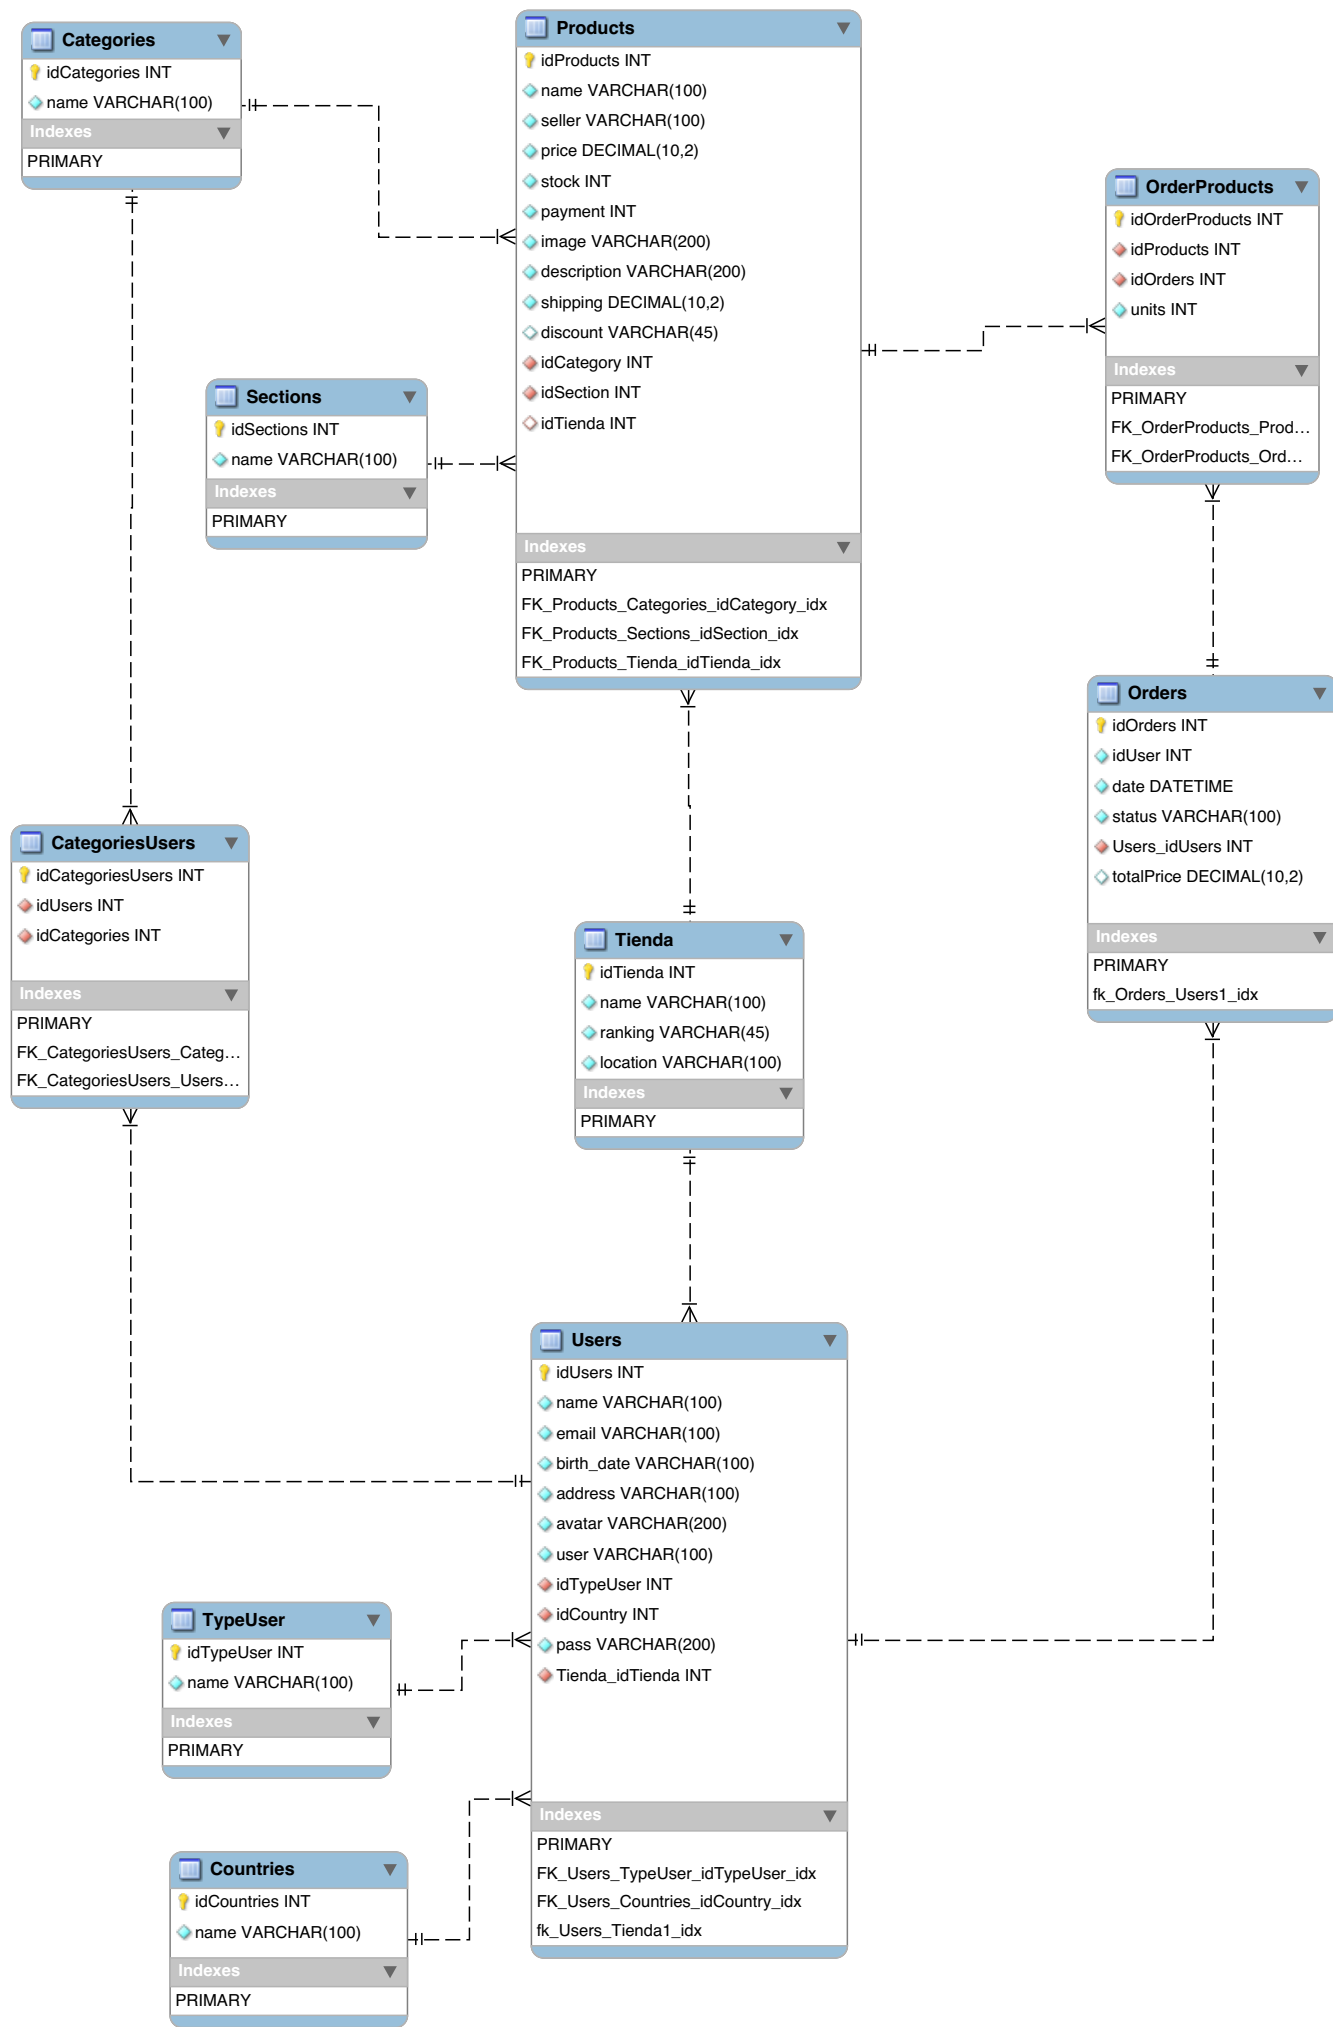 Categories
idCategories INT
name VARCHAR(100)
Indexes
PRIMARY
Products
idProducts INT
name VARCHAR(100)
seller VARCHAR(100)
price DECIMAL(10,2)
stock INT
payment INT
image VARCHAR(200)
description VARCHAR(200)
shipping DECIMAL(10,2)
discount VARCHAR(45)
idCategory INT
idSection INT
idTienda INT
Indexes
PRIMARY
FK_Products_Categories_idCategory_idx
FK_Products_Sections_idSection_idx
FK_Products_Tienda_idTienda_idx
OrderProducts
idOrderProducts INT
idProducts INT
idOrders INT
units INT
Indexes
PRIMARY
FK_OrderProducts_Prod...
FK_OrderProducts_Ord...
Sections
idSections INT
name VARCHAR(100)
Indexes
PRIMARY
Orders
idOrders INT
idUser INT
date DATETIME
status VARCHAR(100)
Users_idUsers INT
totalPrice DECIMAL(10,2)
Indexes
PRIMARY
fk_Orders_Users1_idx
CategoriesUsers
idCategoriesUsers INT
idUsers INT
idCategories INT
Indexes
PRIMARY
FK_CategoriesUsers_Categ...
FK_CategoriesUsers_Users...
Tienda
idTienda INT
name VARCHAR(100)
ranking VARCHAR(45)
location VARCHAR(100)
Indexes
PRIMARY
Users
idUsers INT
name VARCHAR(100)
email VARCHAR(100)
birth_date VARCHAR(100)
address VARCHAR(100)
avatar VARCHAR(200)
user VARCHAR(100)
idTypeUser INT
idCountry INT
pass VARCHAR(200)
Tienda_idTienda INT
Indexes
PRIMARY
FK_Users_TypeUser_idTypeUser_idx
FK_Users_Countries_idCountry_idx
fk_Users_Tienda1_idx
TypeUser
idTypeUser INT
name VARCHAR(100)
Indexes
PRIMARY
Countries
idCountries INT
name VARCHAR(100)
Indexes
PRIMARY